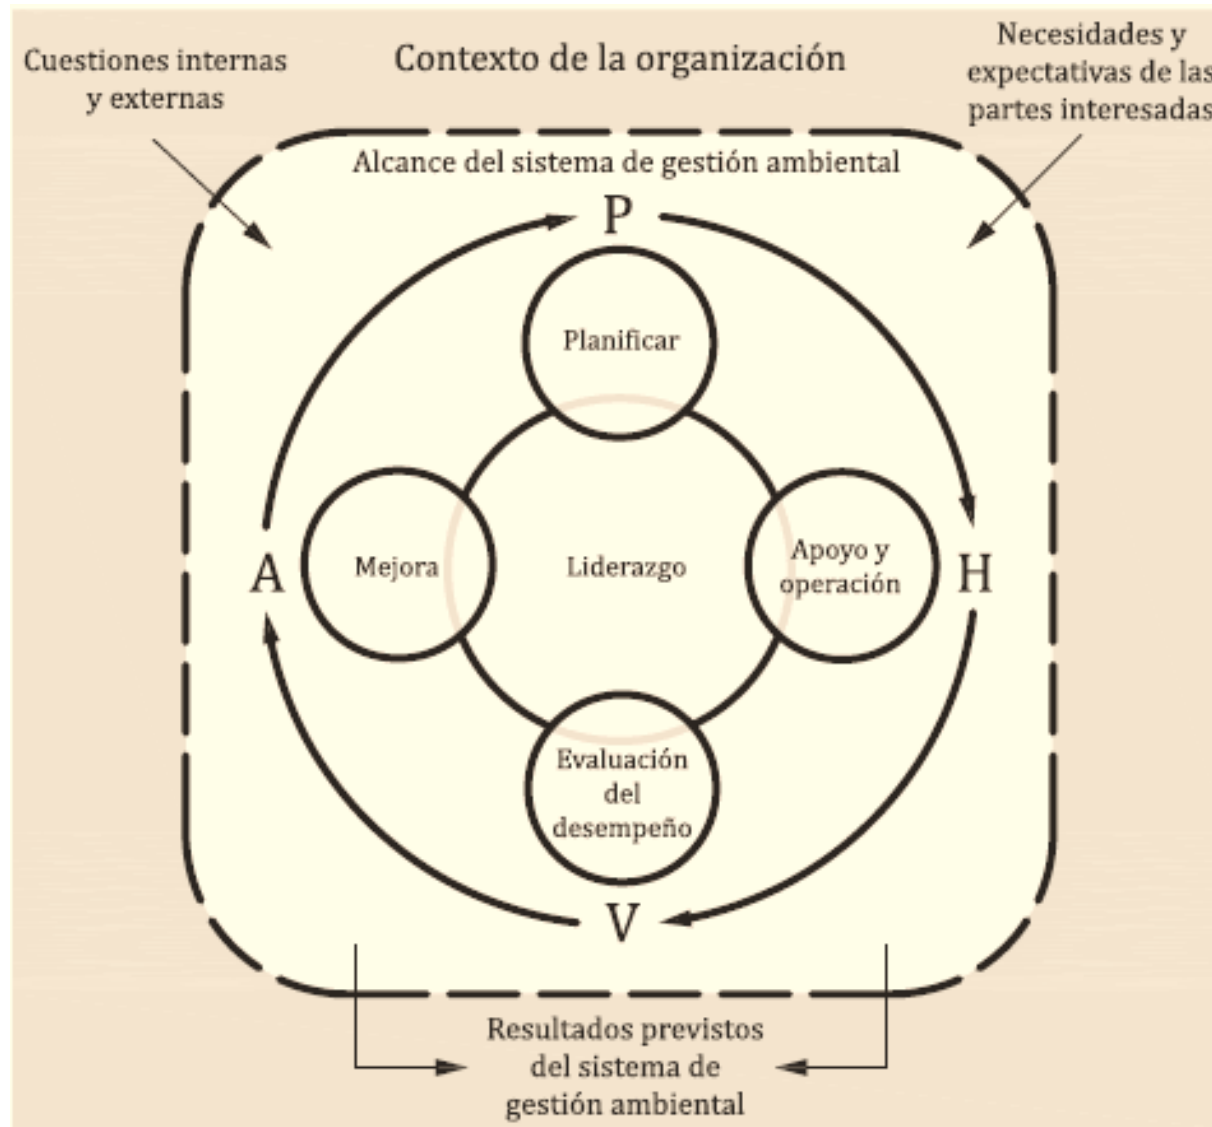 Cuestiones internas
y externas
Contexto de la organización
Necesidades y
expectativas de las
partes interesadas
Alcance del sistema de gestión ambiental
P
Planificar
A
Mejora
Liderazgo
Apoyo y
operación
H
Evaluación
del
desempeño
V
Resultados previstos
del sistema de
gestión ambiental